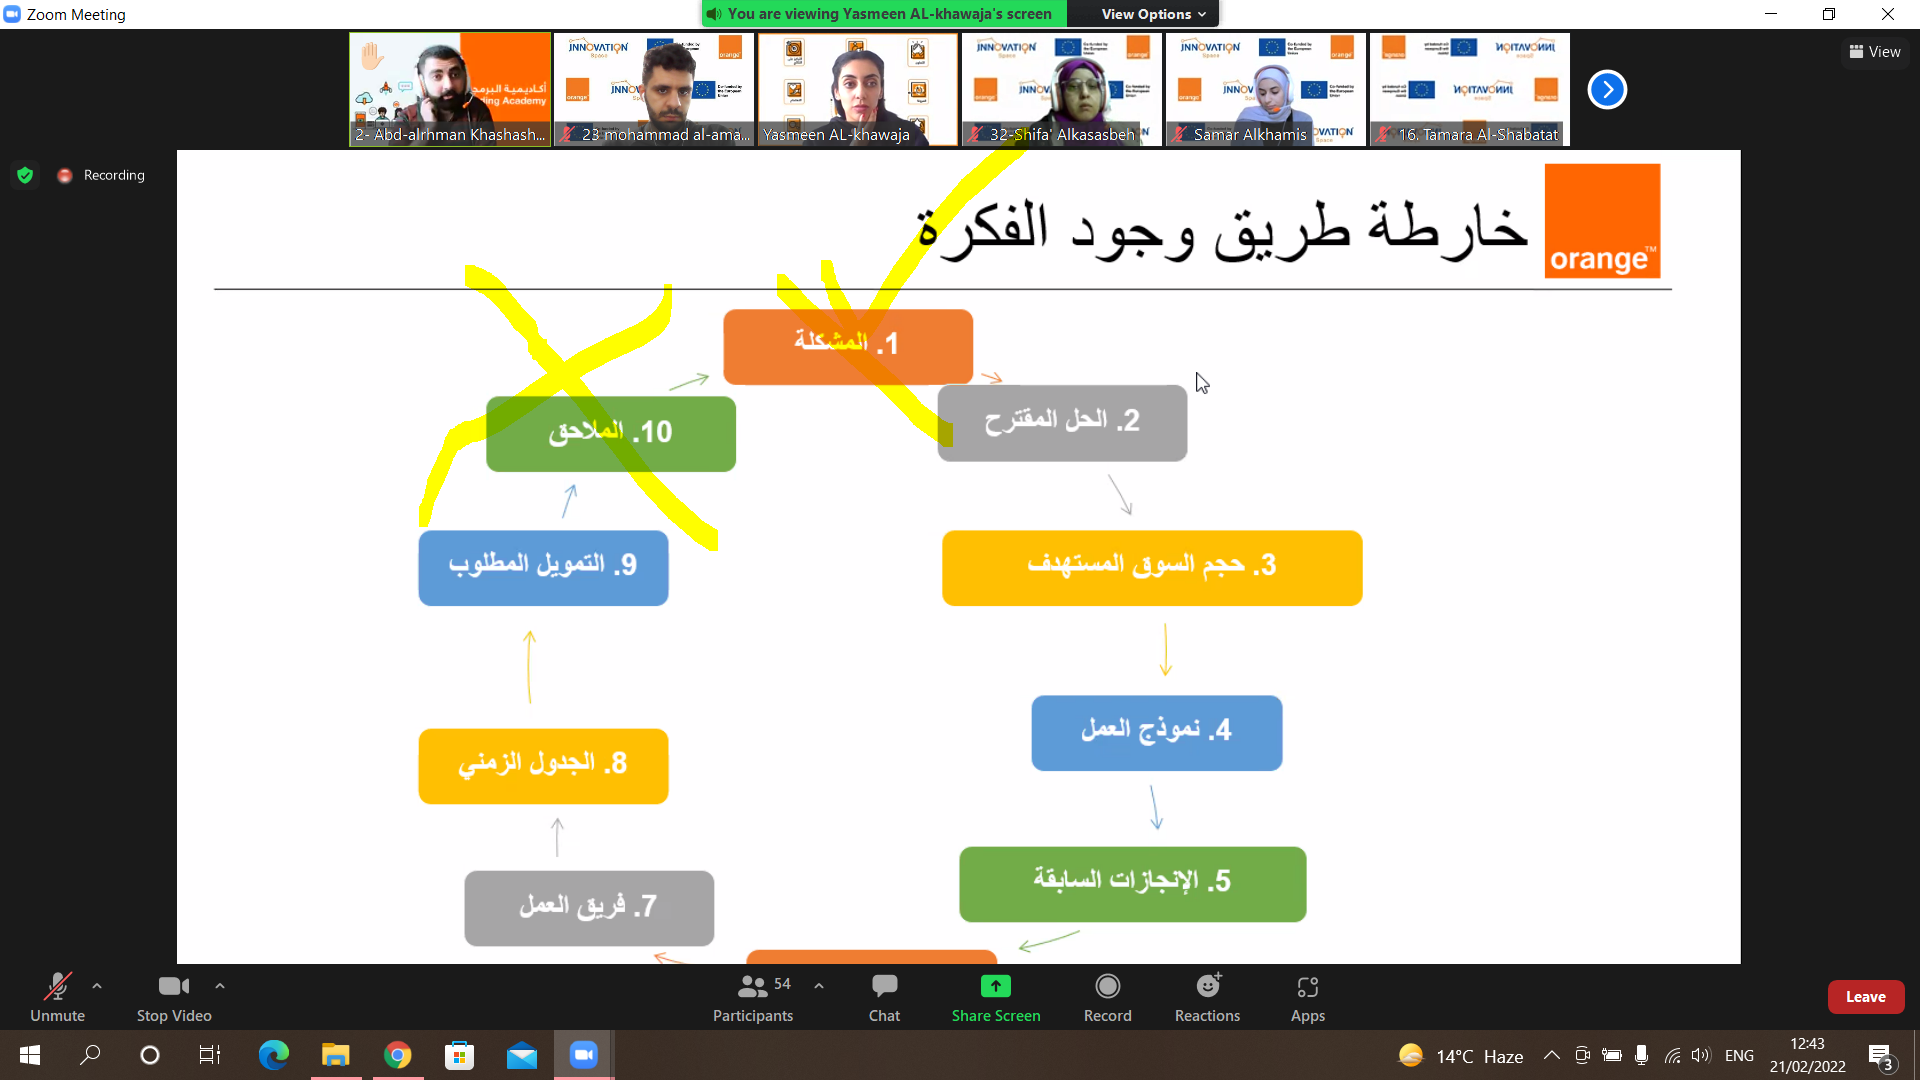 Zoom Meeting
You are viewing Yasmeen AL-khawaja's screen
View Options
View
2- Abd-alrhman Khashash...
23 mohammad al-ama...
Yasmeen AL-khawaja
32-Shifa' Alkasasbeh
Samar Alkhamis
16. Tamara Al-Shabatat
Recording
خارطة طريق وجود الفكرة
orange™
1. المشكلة
2. الحل المقترح
3. حجم السوق المستهدف
4. نموذج العمل
5. الإنجازات السابقة
7. فريق العمل
8. الجدول الزمني
9. التمويل المطلوب
10. الملاحق
Unmute
Stop Video
54
Participants
Chat
Share Screen
Record
Reactions
Apps
Leave
14°C Haze
ENG
12:43
21/02/2022
3